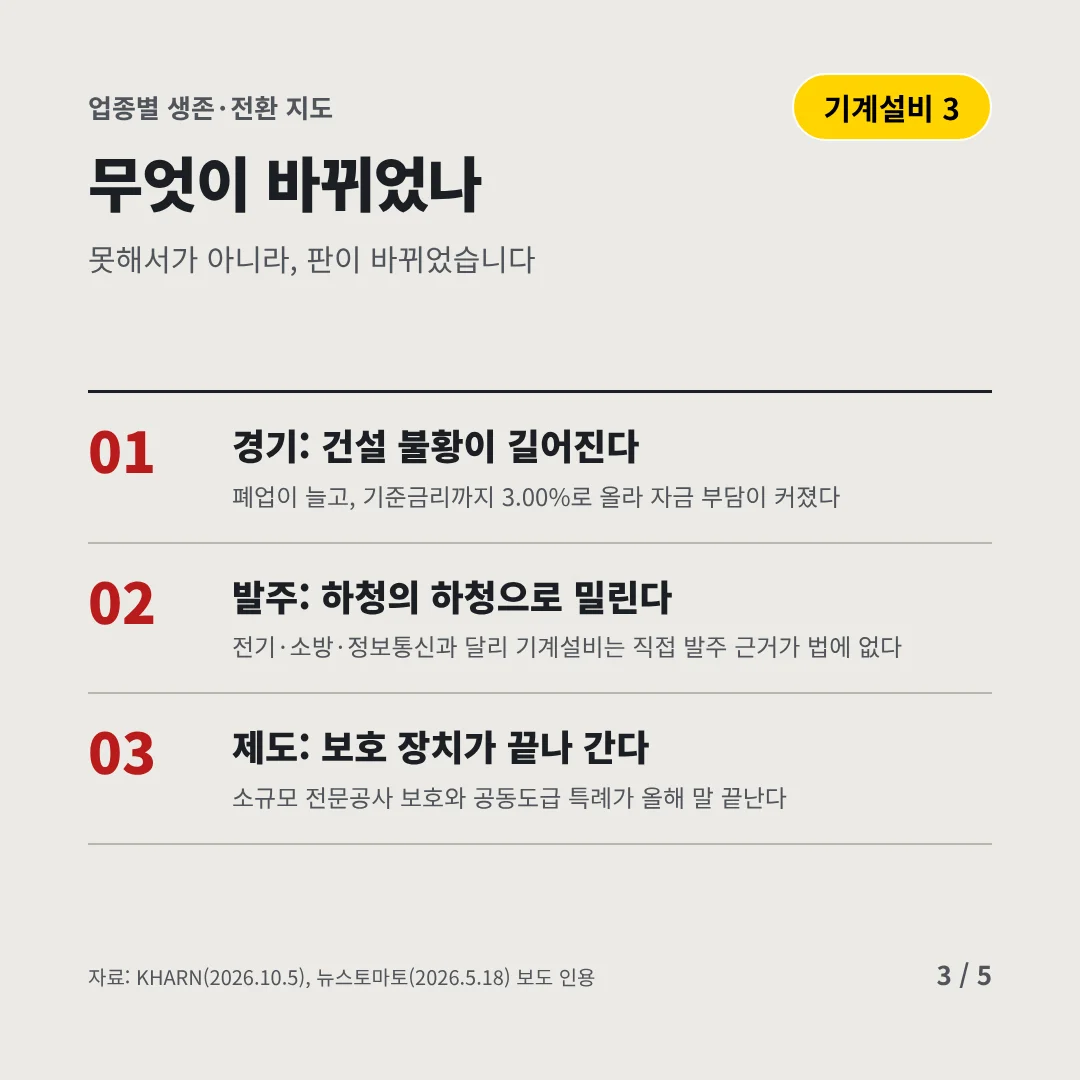 업종별 생존·전환 지도
기계설비 3
무엇이 바뀌었나
못해서가 아니라, 판이 바뀌었습니다
01
경기: 건설 불황이 길어진다
폐업이 늘고, 기준금리까지 3.00%로 올라 자금 부담이 커졌다
02
발주: 하청의 하청으로 밀린다
전기·소방·정보통신과 달리 기계설비는 직접 발주 근거가 법에 없다
03
제도: 보호 장치가 끝나 간다
소규모 전문공사 보호와 공동도급 특례가 올해 말 끝난다
자료: KHARN(2026.10.5), 뉴스토마토(2026.5.18) 보도 인용
3 / 5